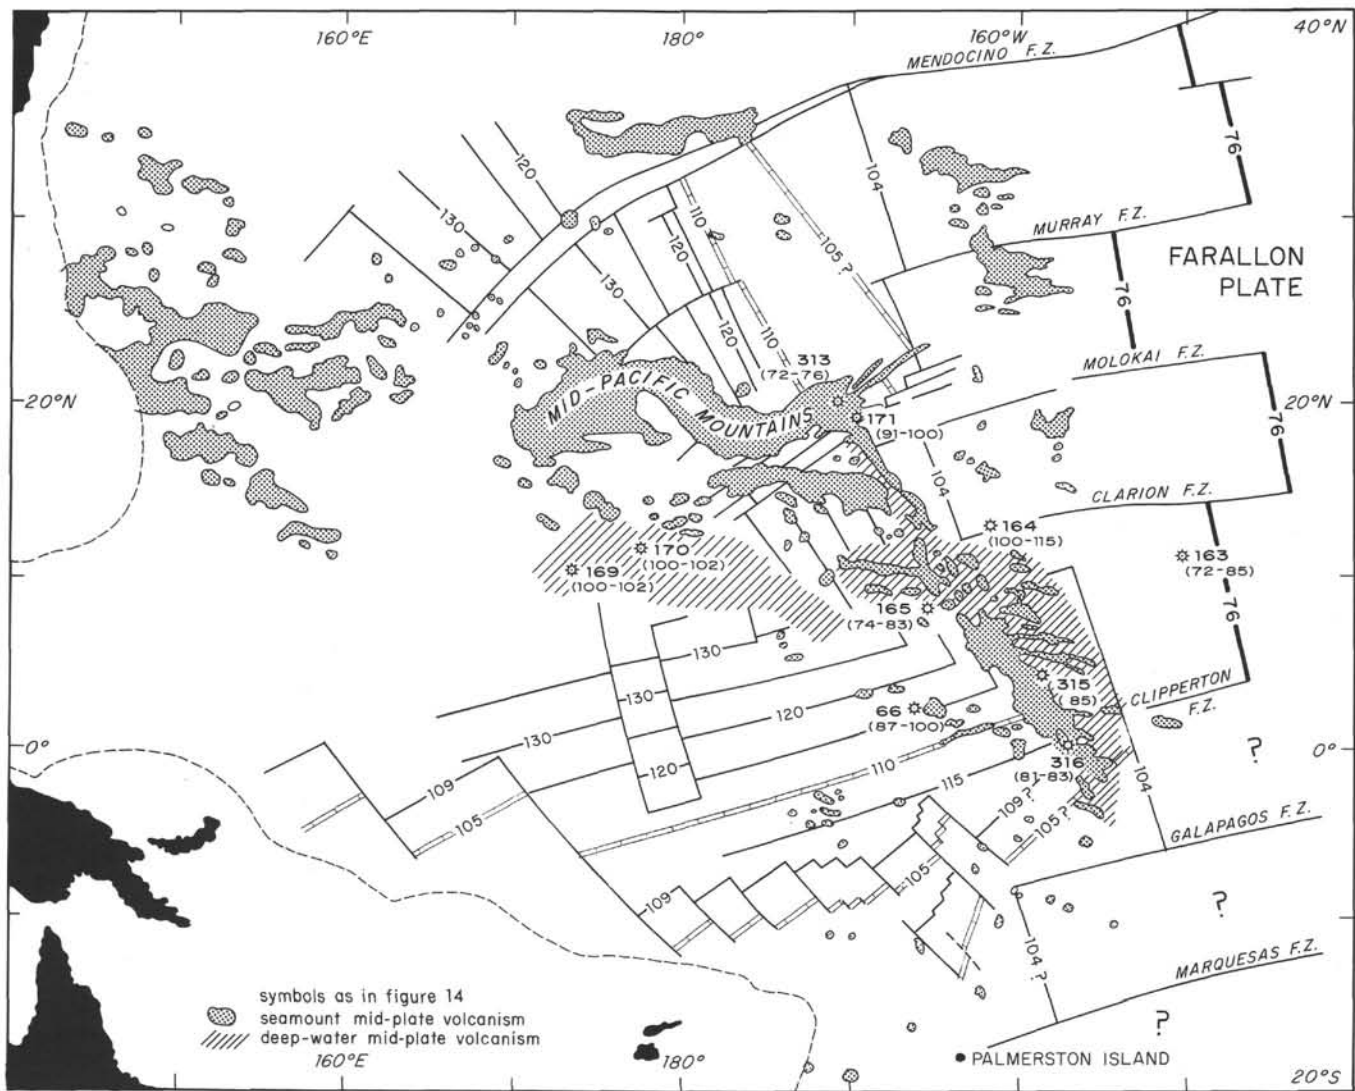 160°E
180°
160°W
40°N
MENDOCINO F.Z.
76
120
104
130
110
MURRAY F.Z.
120
105?
FARALLON
PLATE
130
76
120
110
313
(72-76)
MOLOKAI F.Z.
20°N
MID-PACIFIC MOUNTAINS
171
(91-100)
76
20°N
104
CLARION F.Z.
164
(100-115)
170
(100-102)
163
(72-85)
169
(100-102)
165
(74-83)
76
130
130
315
(85)
CLIPPERTON
F.Z.
120
66
(87-100)
130
0°
120
110
316
(81-83)
?
0°
115
109
109?
105?
104
105
GALAPAGOS F.Z.
105
109
?
104?
MARQUESAS F.Z.
symbols as in figure 14
seamount mid-plate volcanism
deep-water mid-plate volcanism
?
PALMERSTON ISLAND
160°E
180°
20°S